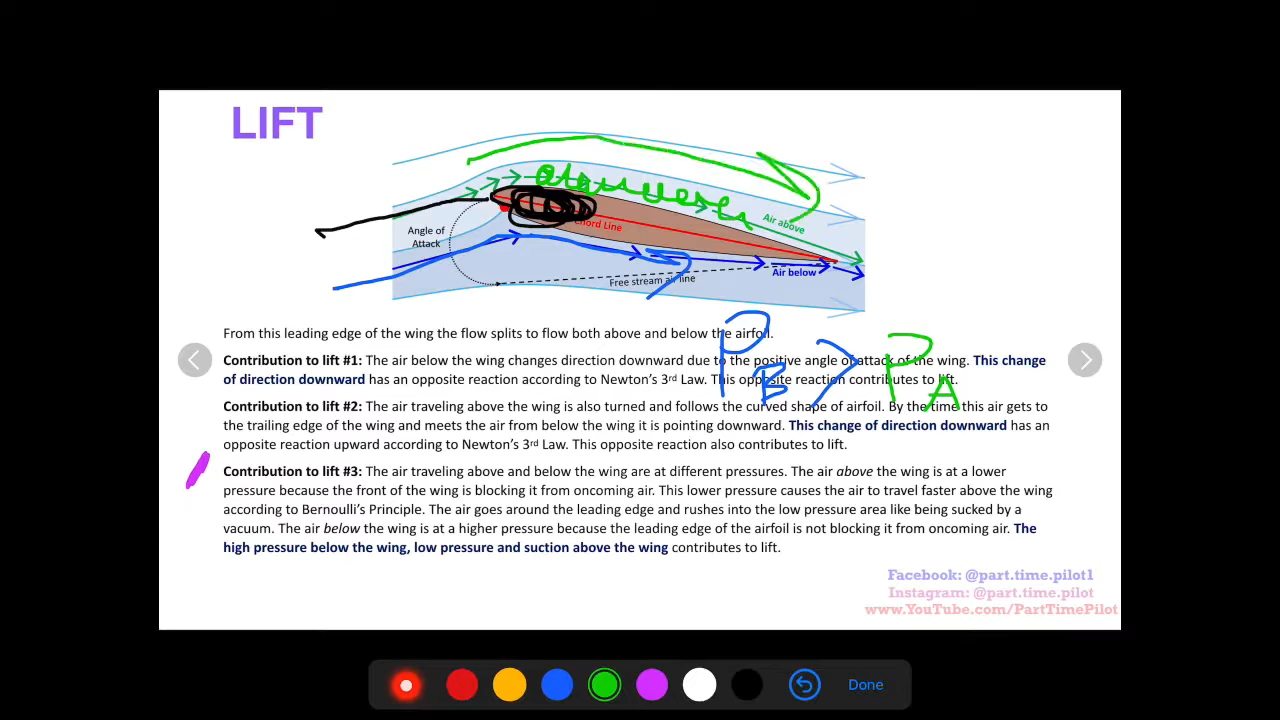 LIFT
Air above
Chord Line
Angle of
Attack
Air below
Free stream air line
From this leading edge of the wing the flow splits to flow both above and below the airfoil.
P B > P A
Contribution to lift #1: The air below the wing changes direction downward due to the positive angle of attack of the wing. This change
of direction downward has an opposite reaction according to Newton's 3rd Law. This opposite reaction contributes to lift.
Contribution to lift #2: The air traveling above the wing is also turned and follows the curved shape of airfoil. By the time this air gets to
the trailing edge of the wing and meets the air from below the wing it is pointing downward. This change of direction downward has an
opposite reaction upward according to Newton's 3rd Law. This opposite reaction also contributes to lift.
Contribution to lift #3: The air traveling above and below the wing are at different pressures. The air above the wing is at a lower
pressure because the front of the wing is blocking it from oncoming air. This lower pressure causes the air to travel faster above the wing
according to Bernoulli's Principle. The air goes around the leading edge and rushes into the low pressure area like being sucked by a
vacuum. The air below the wing is at a higher pressure because the leading edge of the airfoil is not blocking it from oncoming air. The
high pressure below the wing, low pressure and suction above the wing contributes to lift.
Facebook: @part.time.pilot1
Instagram: @part.time.pilot
www.YouTube.com/PartTimePilot
Done